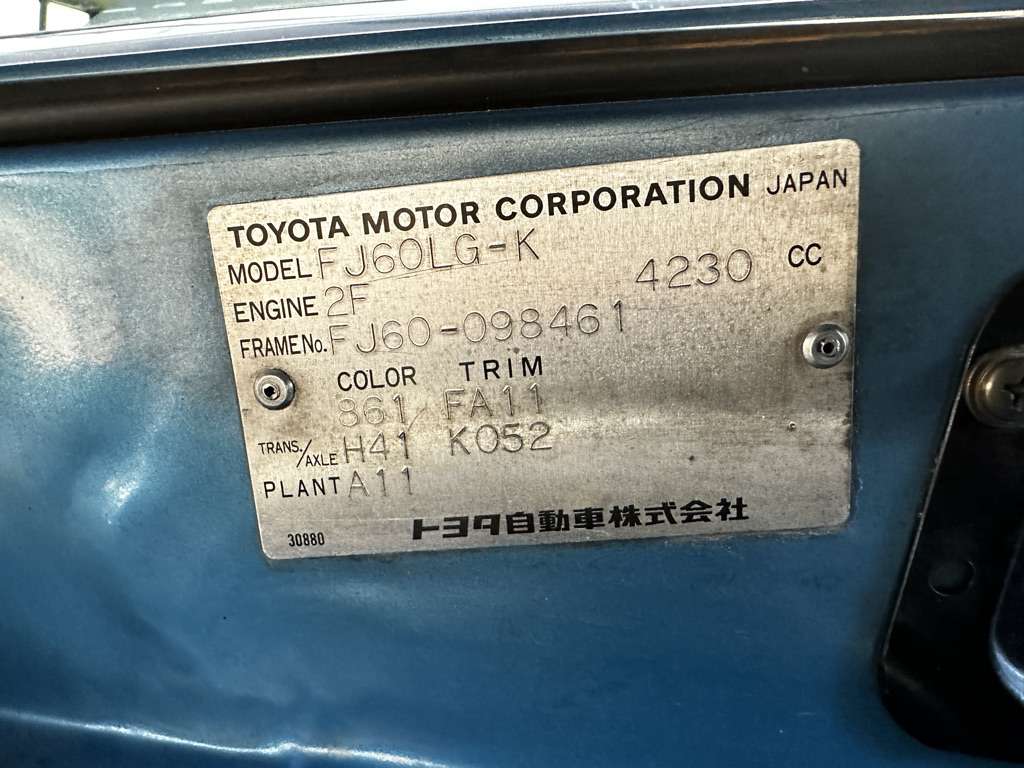 TOYOTA MOTOR CORPORATION JAPAN
MODEL FJ60LG-K
ENGINE 2F 4230 CC
FRAME No. FJ60-098461
COLOR TRIM
861/FA11
TRANS./AXLE H41 K052
PLANT A11
30880 トヨタ自動車株式会社